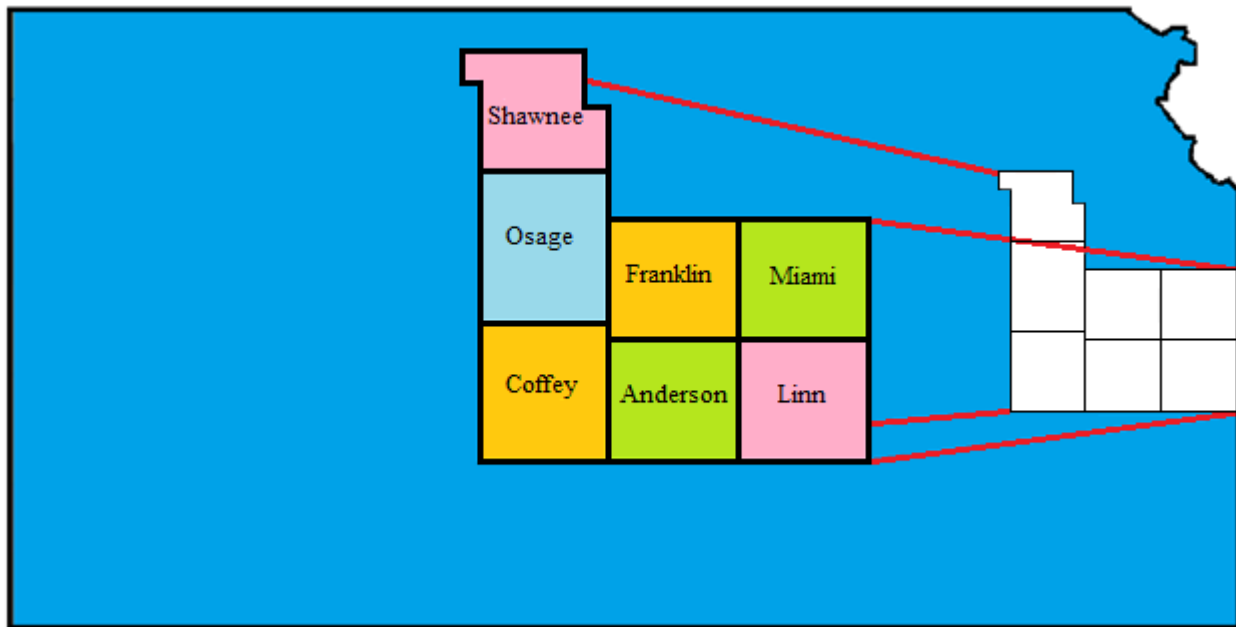 Shawnee
Osage
Franklin
Miami
Coffey
Anderson
Linn